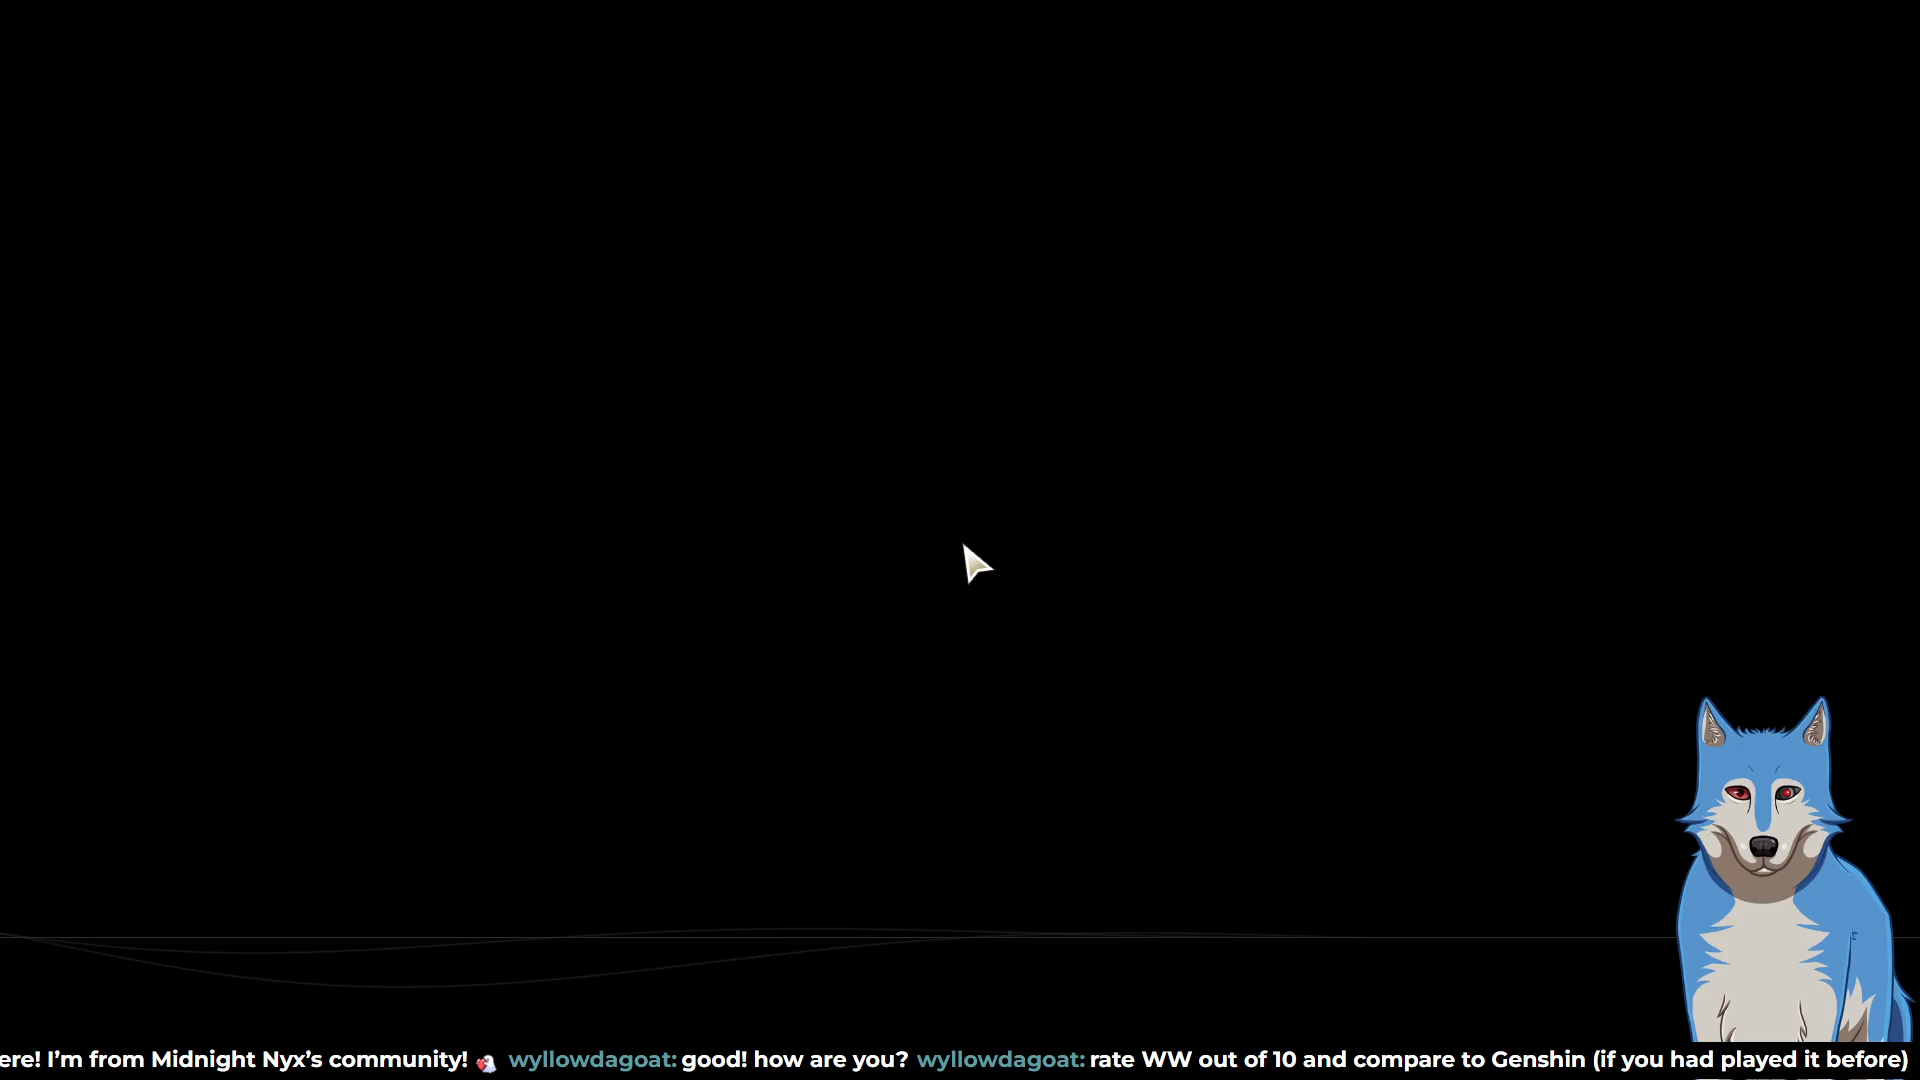 ere! I’m from Midnight Nyx’s community! wyllowdagoat: good! how are you? wyllowdagoat: rate WW out of 10 and compare to Genshin (if you had played it before)